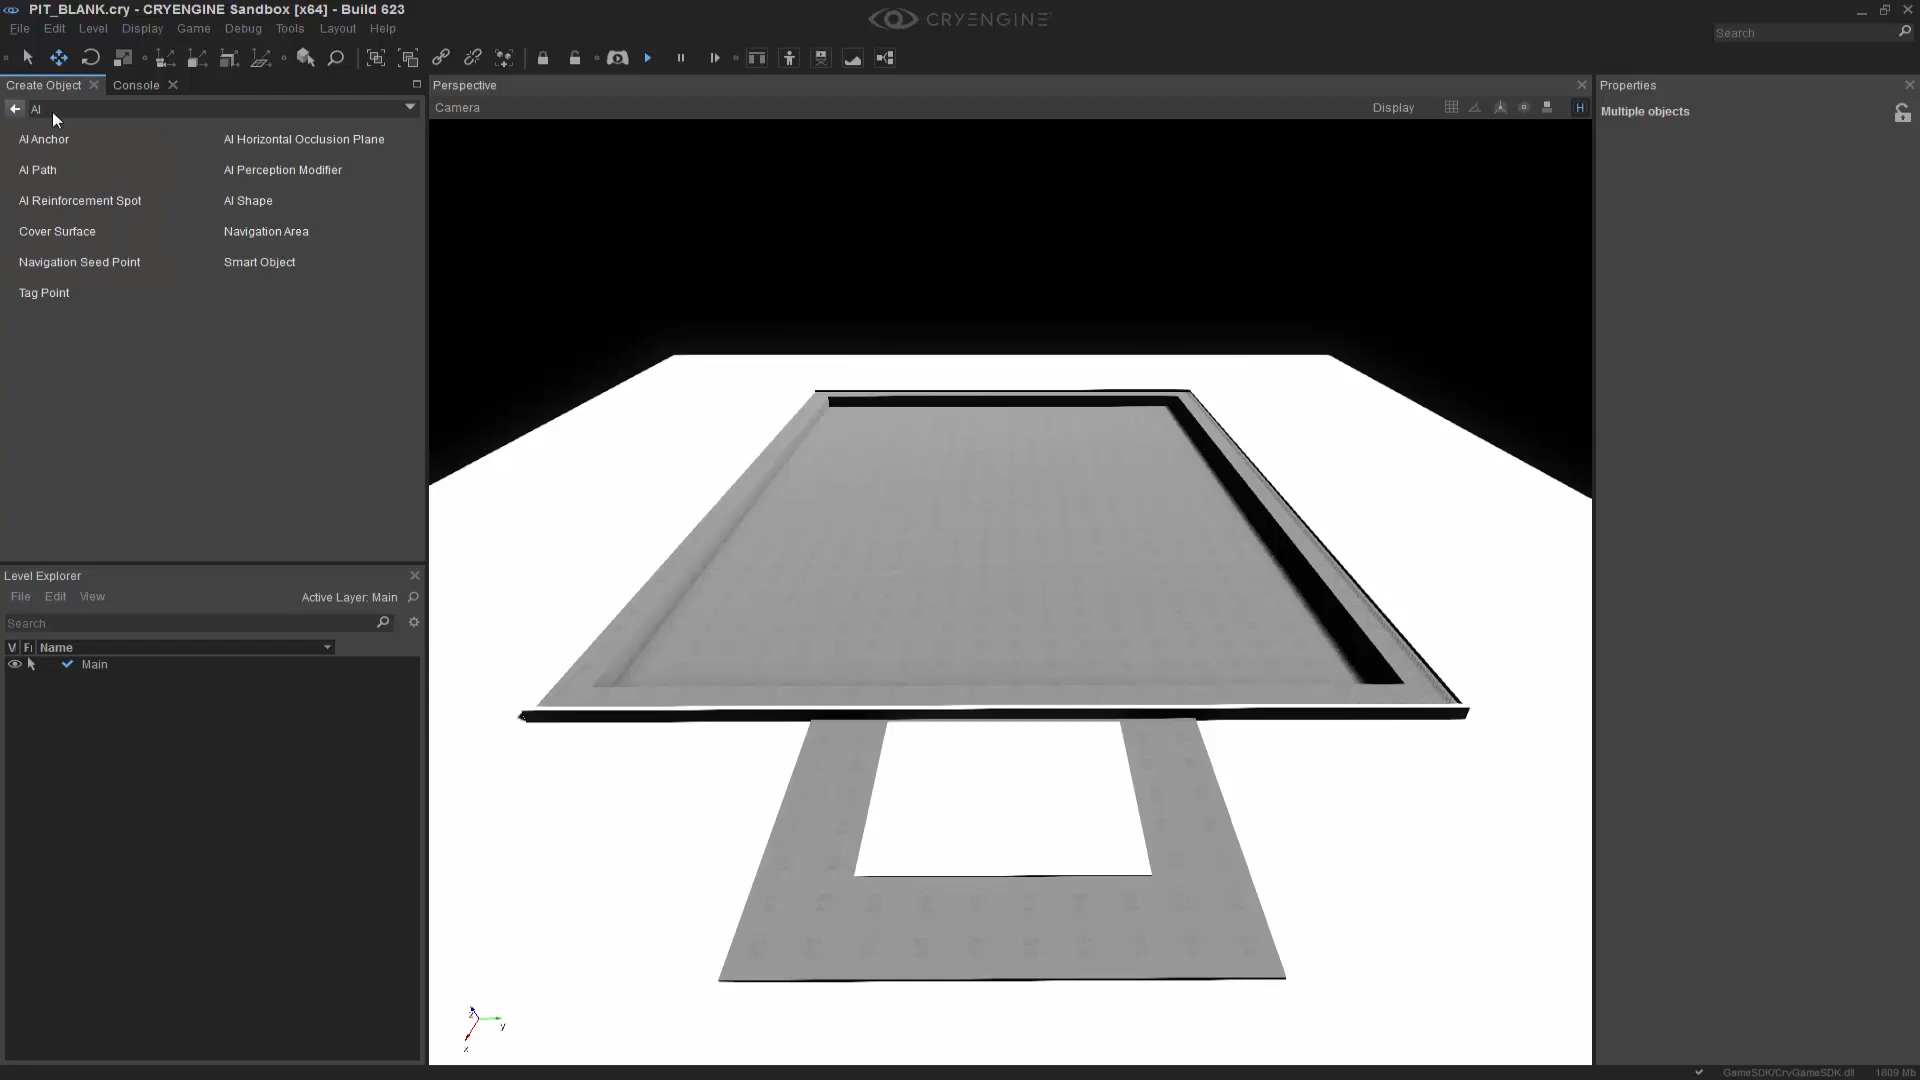 PIT_BLANK.cry - CRYENGINE Sandbox [x64] - Build 623
CRYENGINE
File Edit Level Display Game Debug Tools Layout Help
Search
Create Object Console
Perspective
Properties
AI
Camera
Display
H
Multiple objects
AI Anchor
AI Horizontal Occlusion Plane
AI Path
AI Perception Modifier
AI Reinforcement Spot
AI Shape
Cover Surface
Navigation Area
Navigation Seed Point
Smart Object
Tag Point
Level Explorer
File Edit View
Active Layer: Main
Search
V Fi Name
Main
z
y
x
GameSDK/CryGameSDK.dll 1809 Mb